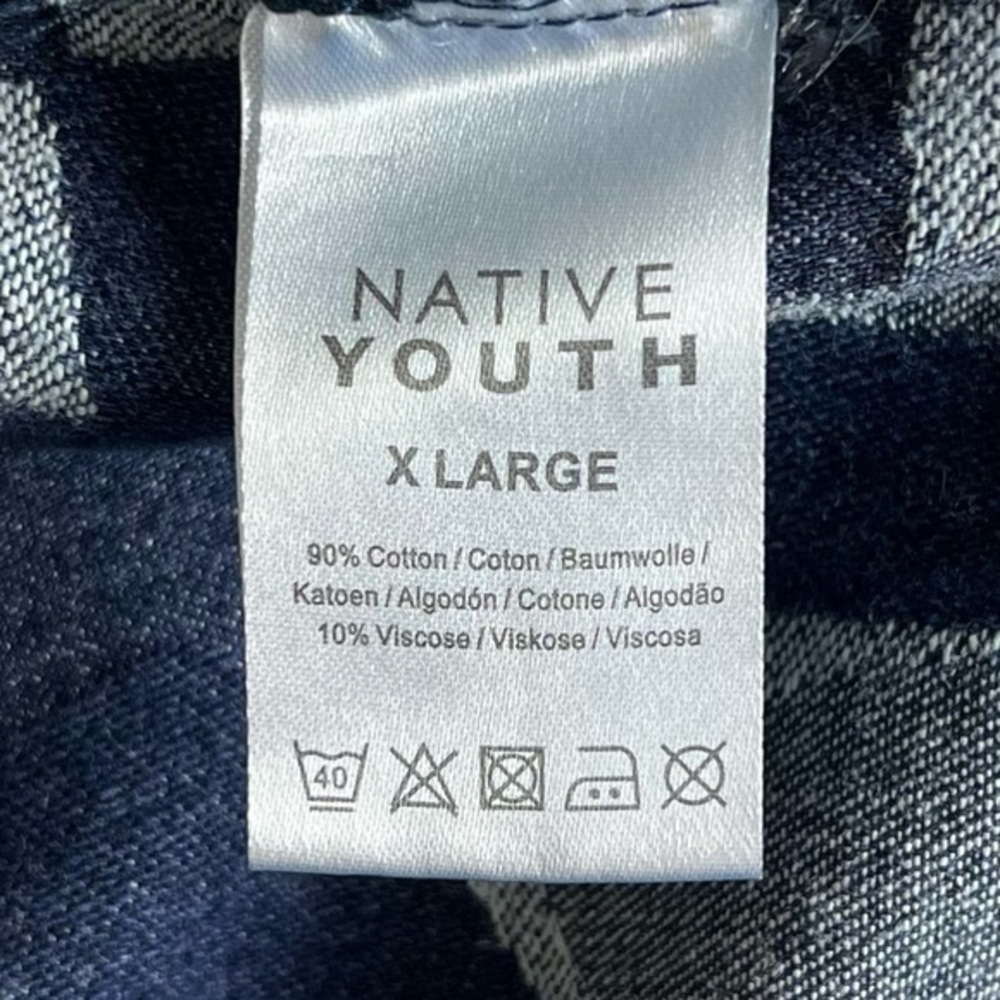 NATIVE
YOUTH
X LARGE
90% Cotton / Coton / Baumwolle /
Katoen / Algodón / Cotone / Algodão
10% Viscose / Viskose / Viscosa
40